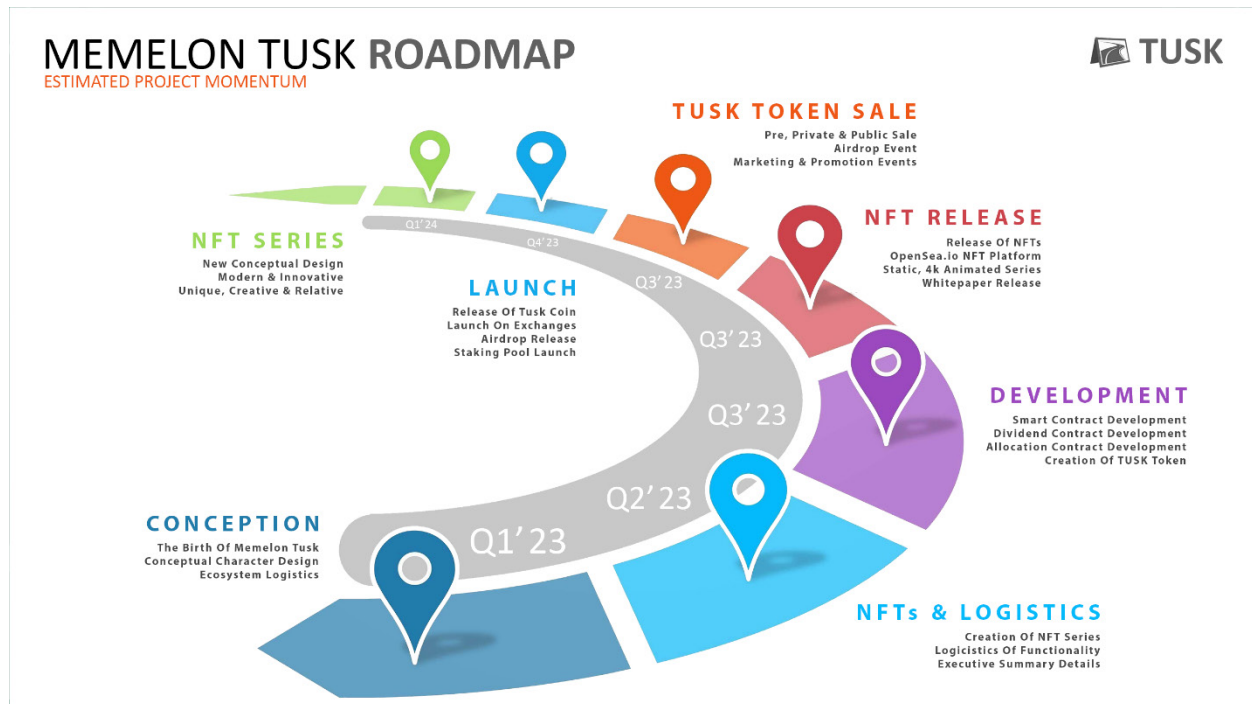 MEMELON TUSK ROADMAP
ESTIMATED PROJECT MOMENTUM
TUSK
TUSK TOKEN SALE
Pre, Private & Public Sale
Airdrop Event
Marketing & Promotion Events
NFT RELEASE
Release Of NFTs
OpenSea.io NFT Platform
Static, 4k Animated Series
Whitepaper Release
NFT SERIES
New Conceptual Design
Modern & Innovative
Unique, Creative & Relative
LAUNCH
Release Of Tusk Coin
Launch On Exchanges
Airdrop Release
Staking Pool Launch
Q1' 24
Q4' 23
Q3' 23
Q3' 23
Q3' 23
Q2' 23
Q1' 23
DEVELOPMENT
Smart Contract Development
Dividend Contract Development
Allocation Contract Development
Creation Of TUSK Token
CONCEPTION
The Birth Of Memelon Tusk
Conceptual Character Design
Ecosystem Logistics
NFTs & LOGISTICS
Creation Of NFT Series
Logicistics Of Functionality
Executive Summary Details